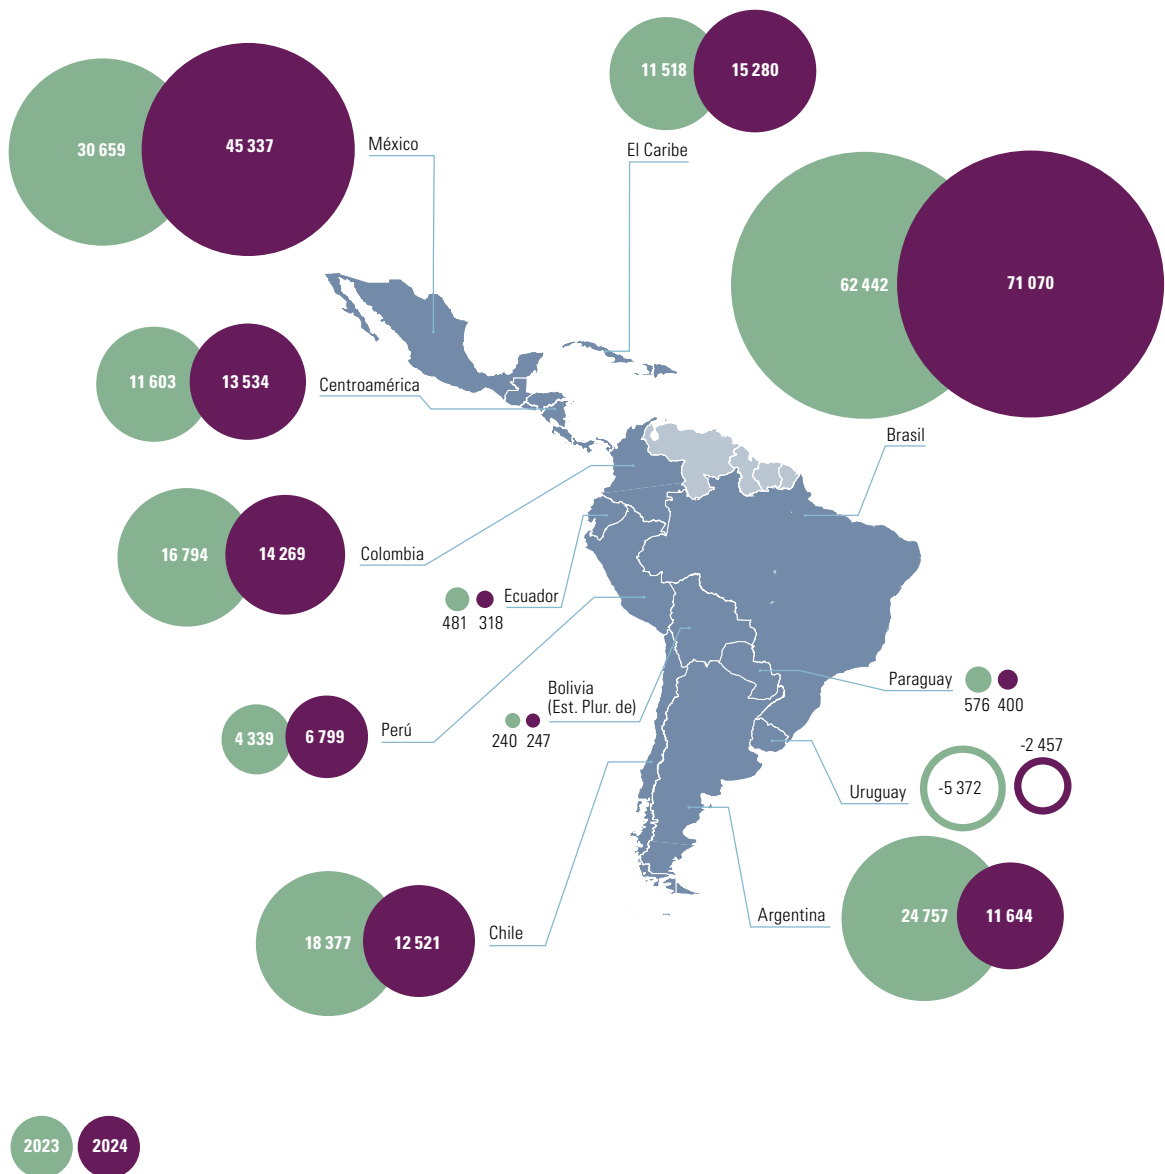 11 518
15 280
El Caribe
30 659
45 337
México
62 442
71 070
Brasil
11 603
13 534
Centroamérica
16 794
14 269
Colombia
Ecuador
481
318
4 339
6 799
Perú
Bolivia
(Est. Plur. de)
240
247
Paraguay
576
400
Uruguay
-5 372
-2 457
18 377
12 521
Chile
Argentina
24 757
11 644
2023
2024